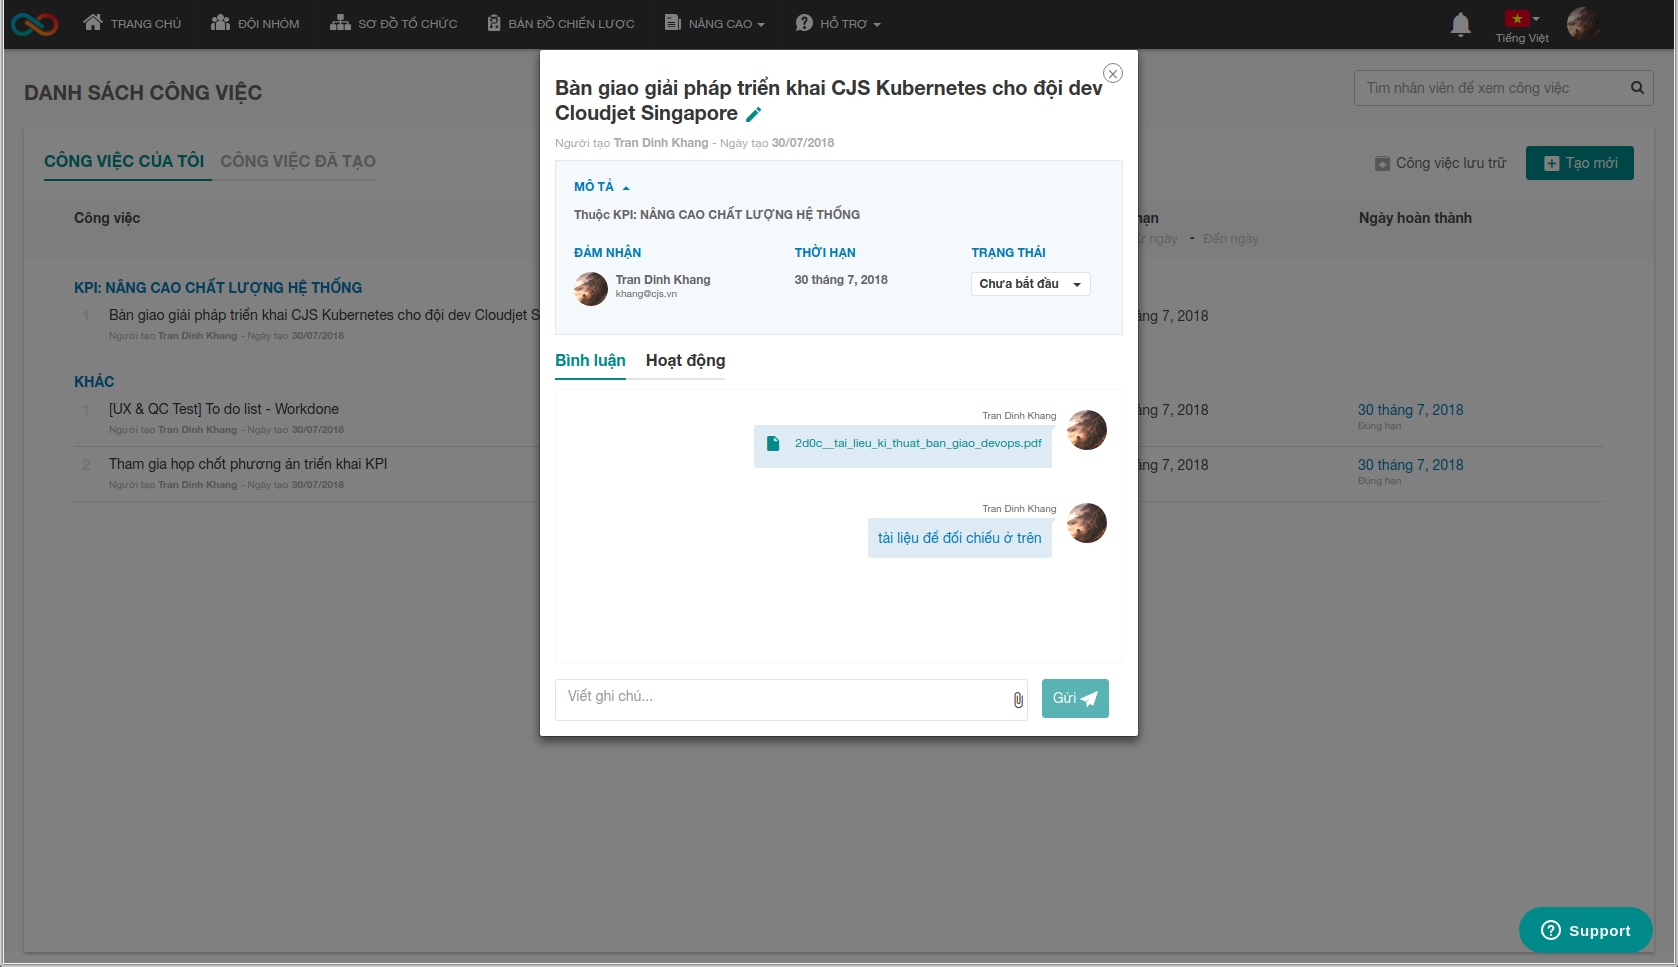 TRANG CHỦ
ĐỘI NHÓM
SƠ ĐỒ TỔ CHỨC
BẢN ĐỒ CHIẾN LƯỢC
NÂNG CAO
HỖ TRỢ
Tiếng Việt
DANH SÁCH CÔNG VIỆC
Tìm nhân viên để xem công việc
CÔNG VIỆC CỦA TÔI
CÔNG VIỆC ĐÃ TẠO
Công việc lưu trữ
Tạo mới
Công việc
Ngày hoàn thành
ngày - Đến ngày
KPI: NÂNG CAO CHẤT LƯỢNG HỆ THỐNG
1 Bàn giao giải pháp triển khai CJS Kubernetes cho đội dev Cloudjet S
7, 2018
Người tạo Tran Dinh Khang - Ngày tạo 30/07/2018
KHÁC
1 [UX & QC Test] To do list - Workdone
7, 2018
30 tháng 7, 2018
Người tạo Tran Dinh Khang - Ngày tạo 30/07/2018
Đúng hạn
2 Tham gia họp chốt phương án triển khai KPI
7, 2018
30 tháng 7, 2018
Người tạo Tran Dinh Khang - Ngày tạo 30/07/2018
Đúng hạn
Bàn giao giải pháp triển khai CJS Kubernetes cho đội dev
Cloudjet Singapore
Người tạo Tran Dinh Khang - Ngày tạo 30/07/2018
MÔ TẢ
Thuộc KPI: NÂNG CAO CHẤT LƯỢNG HỆ THỐNG
ĐẢM NHẬN
THỜI HẠN
TRẠNG THÁI
Tran Dinh Khang
khang@cjs.vn
30 tháng 7, 2018
Chưa bắt đầu
Bình luận
Hoạt động
Tran Dinh Khang
2d0c__tai_lieu_ki_thuat_ban_giao_devops.pdf
Tran Dinh Khang
tài liệu để đối chiếu ở trên
Viết ghi chú...
Gửi
Support